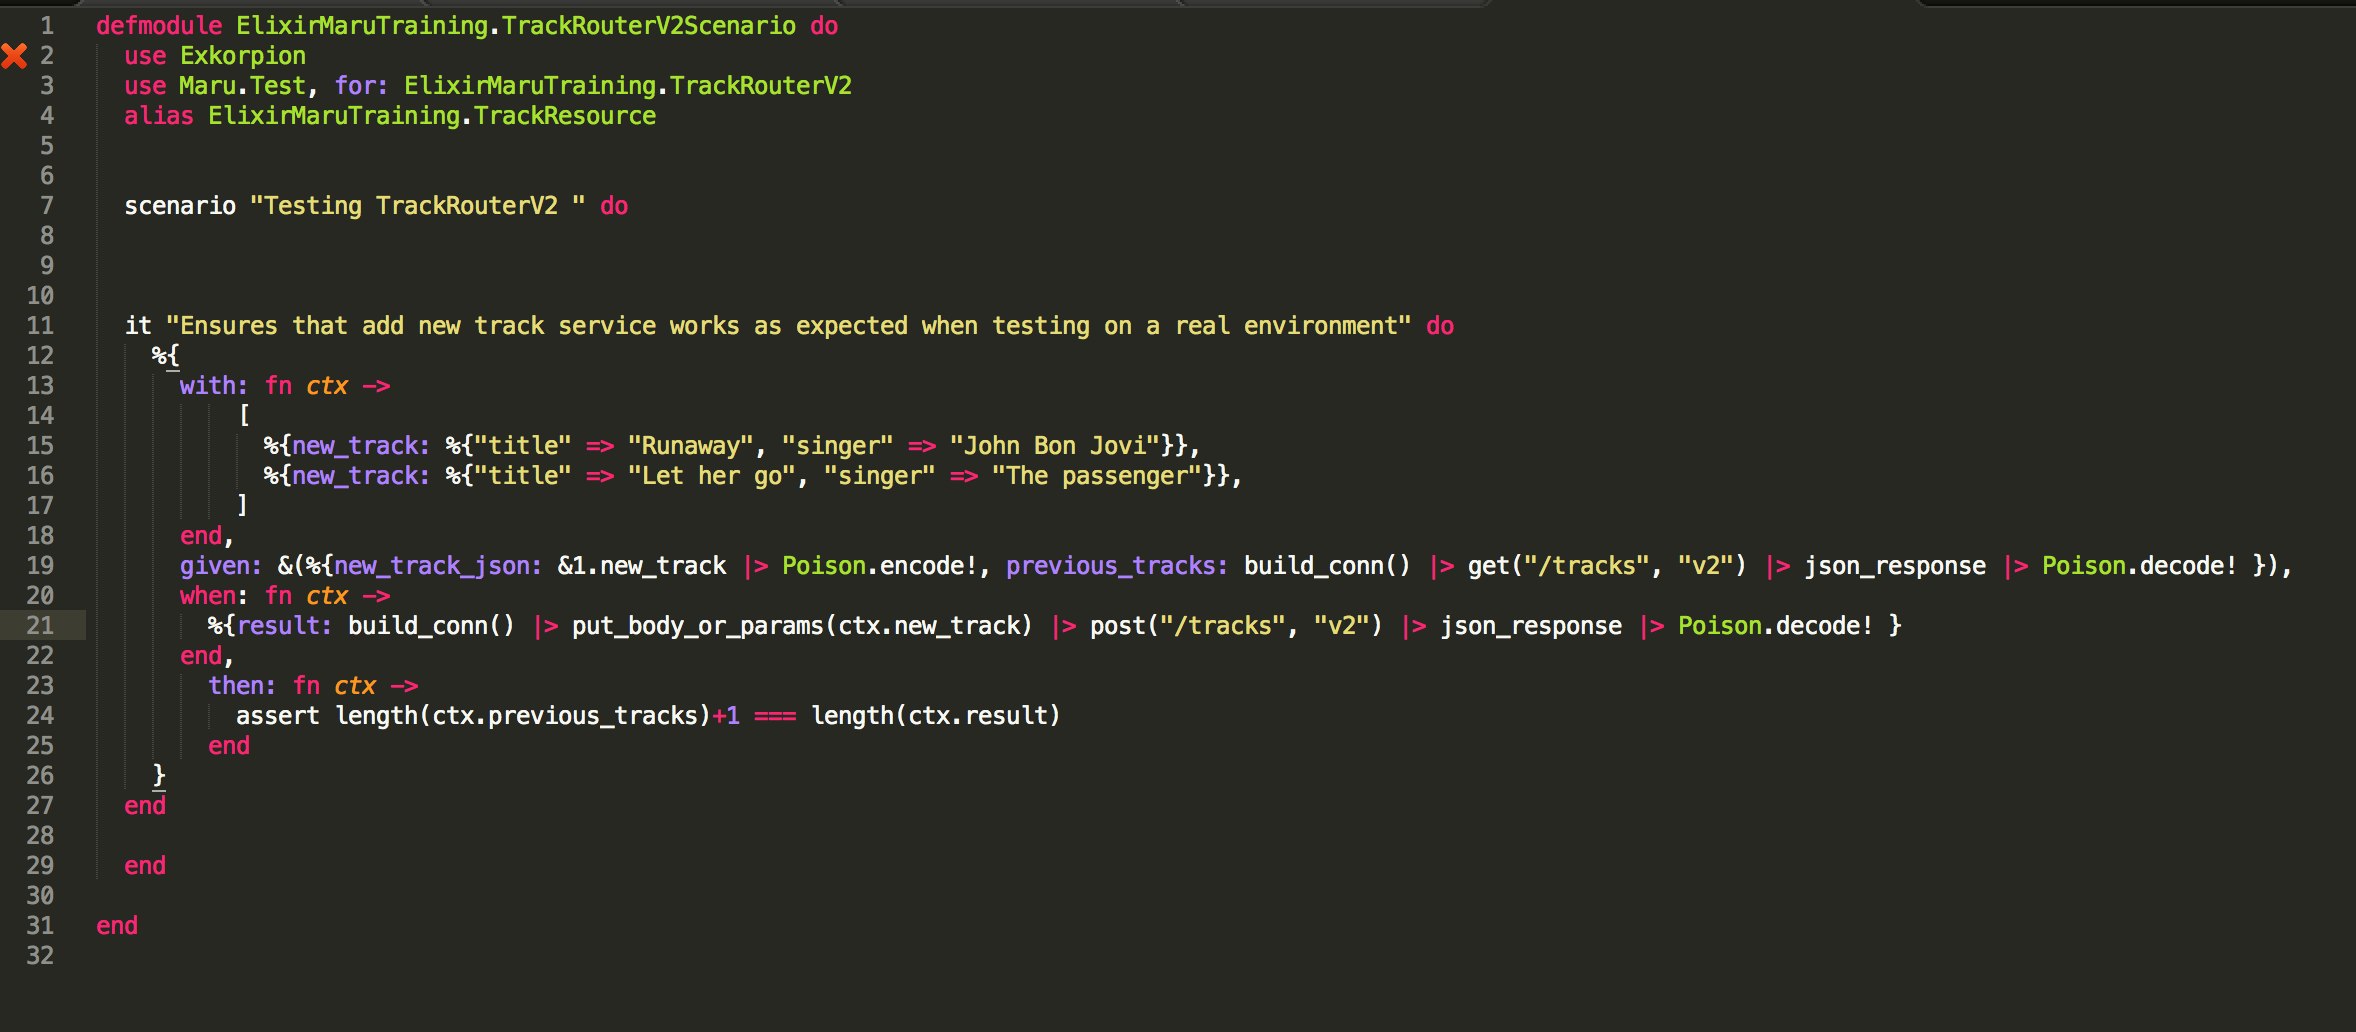 1 defmodule ElixirMaruTraining.TrackRouterV2Scenario do
2   use Exkorpion
3   use Maru.Test, for: ElixirMaruTraining.TrackRouterV2
4   alias ElixirMaruTraining.TrackResource
5
6
7   scenario "Testing TrackRouterV2 " do
8
9
10
11   it "Ensures that add new track service works as expected when testing on a real environment" do
12     %{
13       with: fn ctx ->
14           [
15             %{new_track: %{"title" => "Runaway", "singer" => "John Bon Jovi"}},
16             %{new_track: %{"title" => "Let her go", "singer" => "The passenger"}},
17           ]
18       end,
19       given: &(%{new_track_json: &1.new_track |> Poison.encode!, previous_tracks: build_conn() |> get("/tracks", "v2") |> json_response |> Poison.decode! }),
20       when: fn ctx ->
21         %{result: build_conn() |> put_body_or_params(ctx.new_track) |> post("/tracks", "v2") |> json_response |> Poison.decode! }
22       end,
23         then: fn ctx ->
24           assert length(ctx.previous_tracks)+1 === length(ctx.result)
25         end
26     }
27   end
28
29   end
30
31 end
32